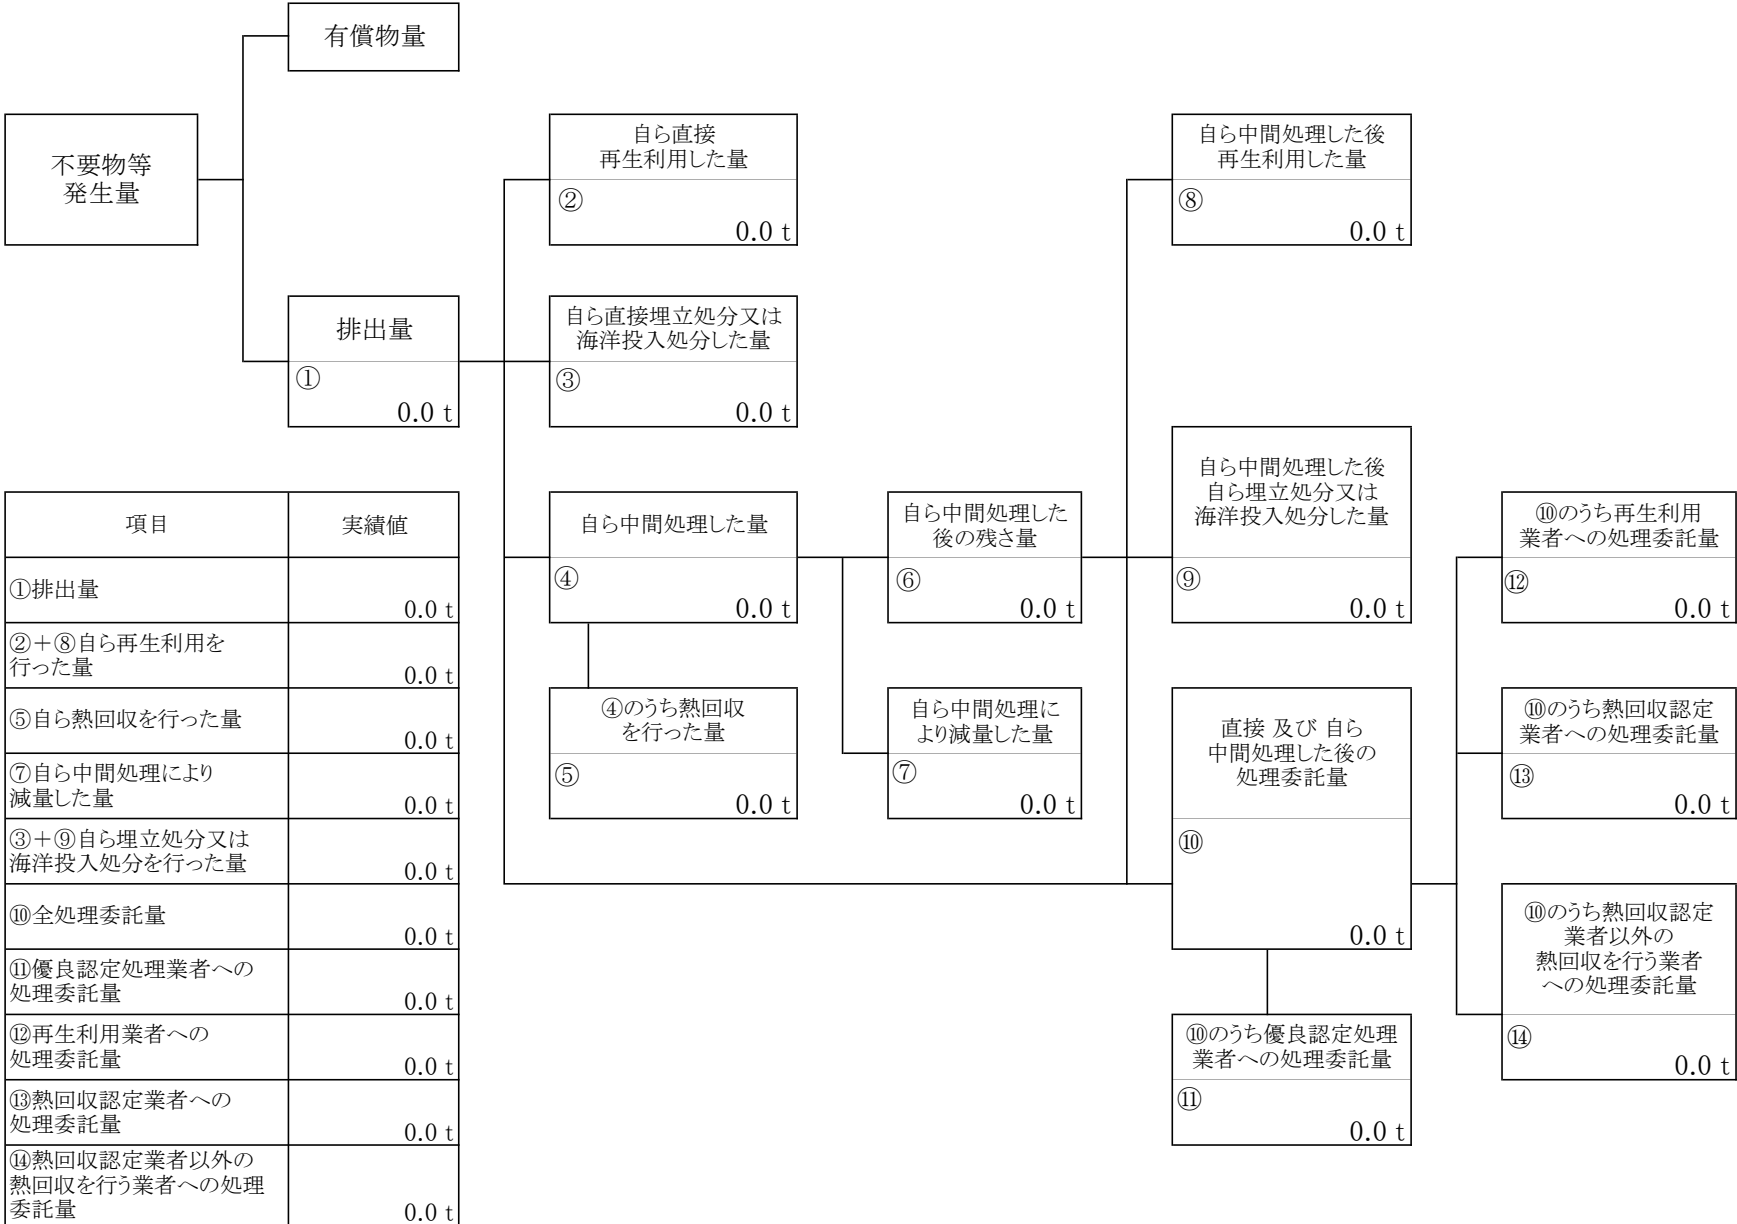 有償物量
不要物等
発生量
自ら直接
再生利用した量
②
0.0 t
自ら中間処理した後
再生利用した量
⑧
0.0 t
排出量
①
0.0 t
自ら直接埋立処分又は
海洋投入処分した量
③
0.0 t
自ら中間処理した量
④
0.0 t
自ら中間処理した
後の残さ量
⑥
0.0 t
自ら中間処理した後
自ら埋立処分又は
海洋投入処分した量
⑨
0.0 t
⑩のうち再生利用
業者への処理委託量
⑫
0.0 t
④のうち熱回収
を行った量
⑤
0.0 t
自ら中間処理に
より減量した量
⑦
0.0 t
直接 及び 自ら
中間処理した後の
処理委託量
⑩
0.0 t
⑩のうち熱回収認定
業者への処理委託量
⑬
0.0 t
⑩のうち熱回収認定
業者以外の
熱回収を行う業者
への処理委託量
⑭
0.0 t
⑩のうち優良認定処理
業者への処理委託量
⑪
0.0 t
項目 実績値
①排出量
0.0 t
②+⑧自ら再生利用を
行った量
0.0 t
⑤自ら熱回収を行った量
0.0 t
⑦自ら中間処理により
減量した量
0.0 t
③+⑨自ら埋立処分又は
海洋投入処分を行った量
0.0 t
⑩全処理委託量
0.0 t
⑪優良認定処理業者への
処理委託量
0.0 t
⑫再生利用業者への
処理委託量
0.0 t
⑬熱回収認定業者への
処理委託量
0.0 t
⑭熱回収認定業者以外の
熱回収を行う業者への処理
委託量
0.0 t